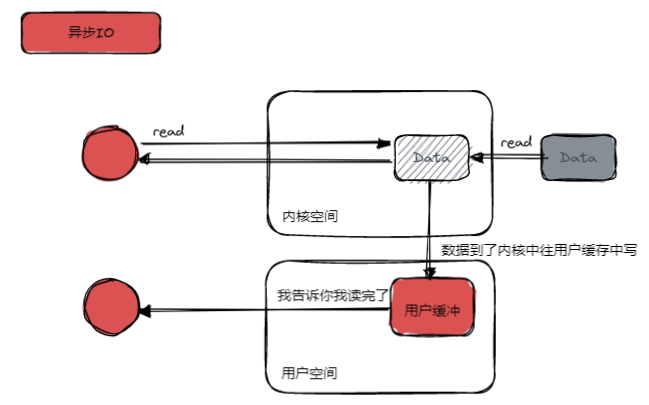 异步IO
read
read
Data
Data
内核空间
数据到了内核中往用户缓存中写
我告诉你我读完了
用户缓冲
用户空间